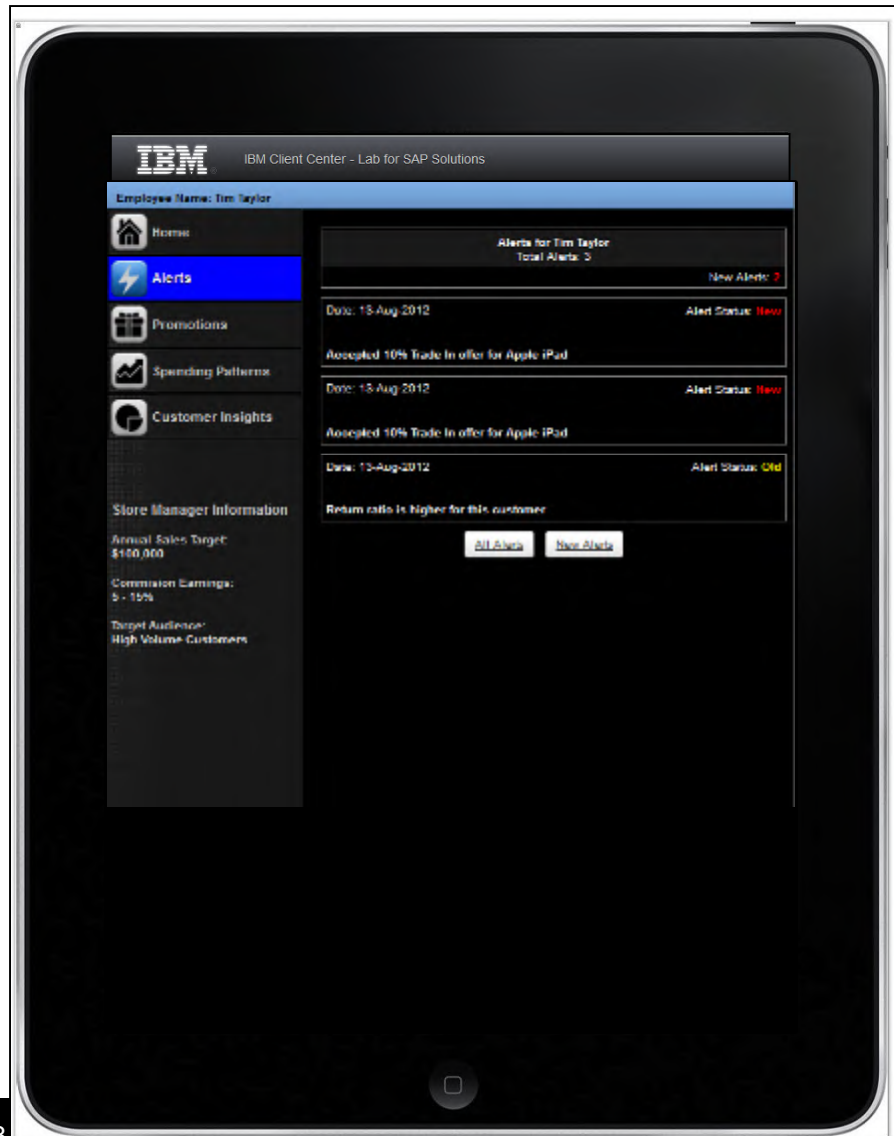 IBM
IBM Client Center - Lab for SAP Solutions
Employee Name: Tim Taylor
Home
Alerts
Promotions
Spending Patterns
Customer Insights
Store Manager Information
Annual Sales Target:
$100,000
Commision Earnings:
5 - 15%
Target Audience:
High Volume Customers
Alerts for Tim Taylor
Total Alerts: 3
New Alerts: 2
Date: 13-Aug-2012 Alert Status: New
Accepted 10% Trade In offer for Apple iPad
Date: 13-Aug-2012 Alert Status: New
Accepted 10% Trade In offer for Apple iPad
Date: 13-Aug-2012 Alert Status: Old
Return ratio is higher for this customer
All Alerts New Alerts